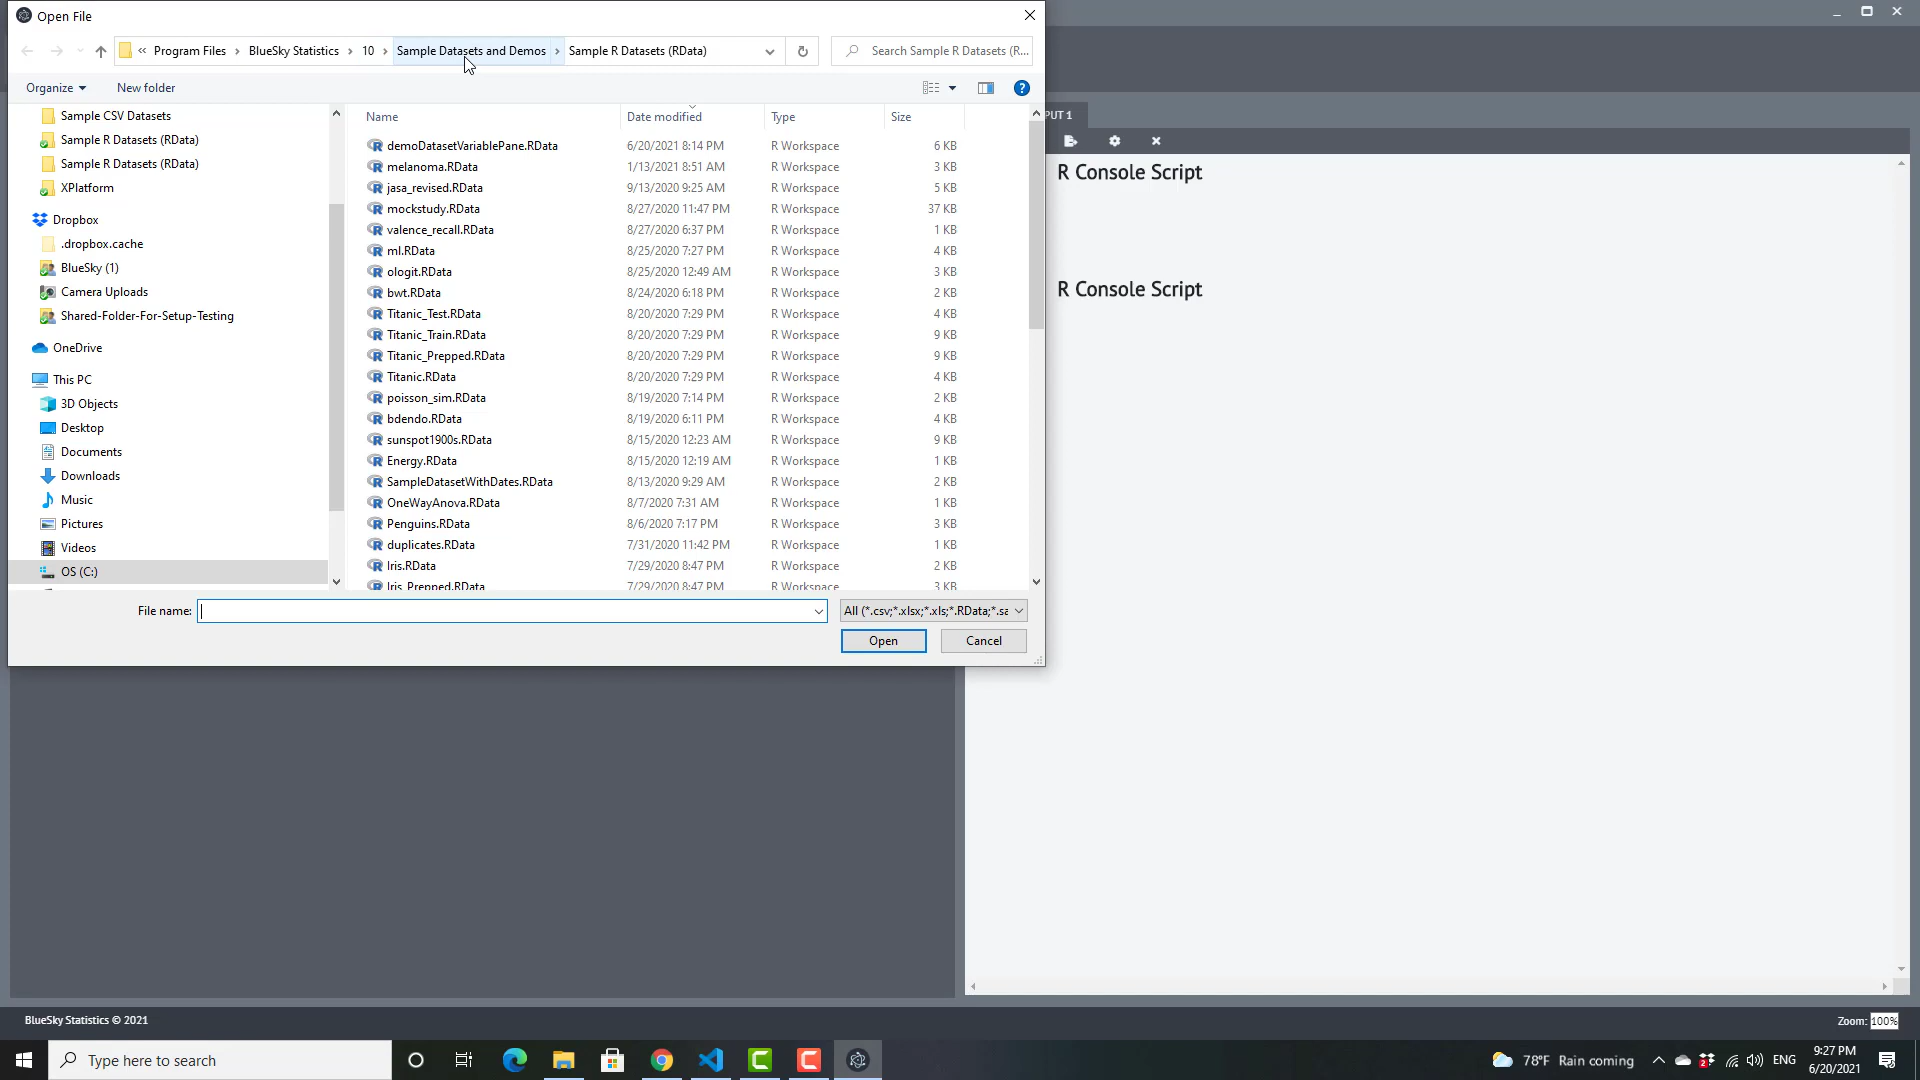 Open File
« Program Files › BlueSky Statistics › 10 › Sample Datasets and Demos › Sample R Datasets (RData)
Search Sample R Datasets (R...
Organize
New folder
Sample CSV Datasets
Sample R Datasets (RData)
Sample R Datasets (RData)
XPlatform
Dropbox
.dropbox.cache
BlueSky (1)
Camera Uploads
Shared-Folder-For-Setup-Testing
OneDrive
This PC
3D Objects
Desktop
Documents
Downloads
Music
Pictures
Videos
OS (C:)
Name Date modified Type Size
demoDatasetVariablePane.RData 6/20/2021 8:14 PM R Workspace 6 KB
melanoma.RData 1/13/2021 8:51 AM R Workspace 3 KB
jasa_revised.RData 9/13/2020 9:25 AM R Workspace 5 KB
mockstudy.RData 8/27/2020 11:47 PM R Workspace 37 KB
valence_recall.RData 8/27/2020 6:37 PM R Workspace 1 KB
ml.RData 8/25/2020 7:27 PM R Workspace 4 KB
ologit.RData 8/25/2020 12:49 AM R Workspace 3 KB
bwt.RData 8/24/2020 6:18 PM R Workspace 2 KB
Titanic_Test.RData 8/20/2020 7:29 PM R Workspace 4 KB
Titanic_Train.RData 8/20/2020 7:29 PM R Workspace 9 KB
Titanic_Prepped.RData 8/20/2020 7:29 PM R Workspace 9 KB
Titanic.RData 8/20/2020 7:29 PM R Workspace 4 KB
poisson_sim.RData 8/19/2020 7:14 PM R Workspace 2 KB
bdendo.RData 8/19/2020 6:11 PM R Workspace 4 KB
sunspot1900s.RData 8/15/2020 12:23 AM R Workspace 9 KB
Energy.RData 8/15/2020 12:19 AM R Workspace 1 KB
SampleDatasetWithDates.RData 8/13/2020 9:29 AM R Workspace 2 KB
OneWayAnova.RData 8/7/2020 7:31 AM R Workspace 1 KB
Penguins.RData 8/6/2020 7:17 PM R Workspace 3 KB
duplicates.RData 7/31/2020 11:42 PM R Workspace 1 KB
Iris.RData 7/29/2020 8:47 PM R Workspace 2 KB
Iris_Prepped.RData 7/29/2020 8:47 PM R Workspace 3 KB
File name:
All (*.csv;*.xlsx;*.xls;*.RData;*.sa
Open
Cancel
PUT 1
R Console Script
R Console Script
BlueSky Statistics © 2021
Zoom: 100%
Type here to search
78°F Rain coming
2
ENG
9:27 PM
6/20/2021